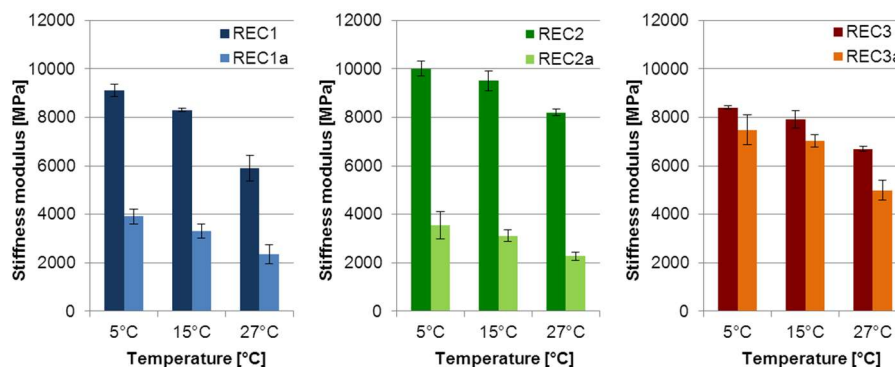 12000
10000
8000
6000
4000
2000
0
Stiffness modulus [MPa]
REC1
REC1a
5°C 15°C 27°C
Temperature [°C]
12000
10000
8000
6000
4000
2000
0
Stiffness modulus [MPa]
REC2
REC2a
5°C 15°C 27°C
Temperature [°C]
12000
10000
8000
6000
4000
2000
0
Stiffness modulus [MPa]
REC3
REC3a
5°C 15°C 27°C
Temperature [°C]